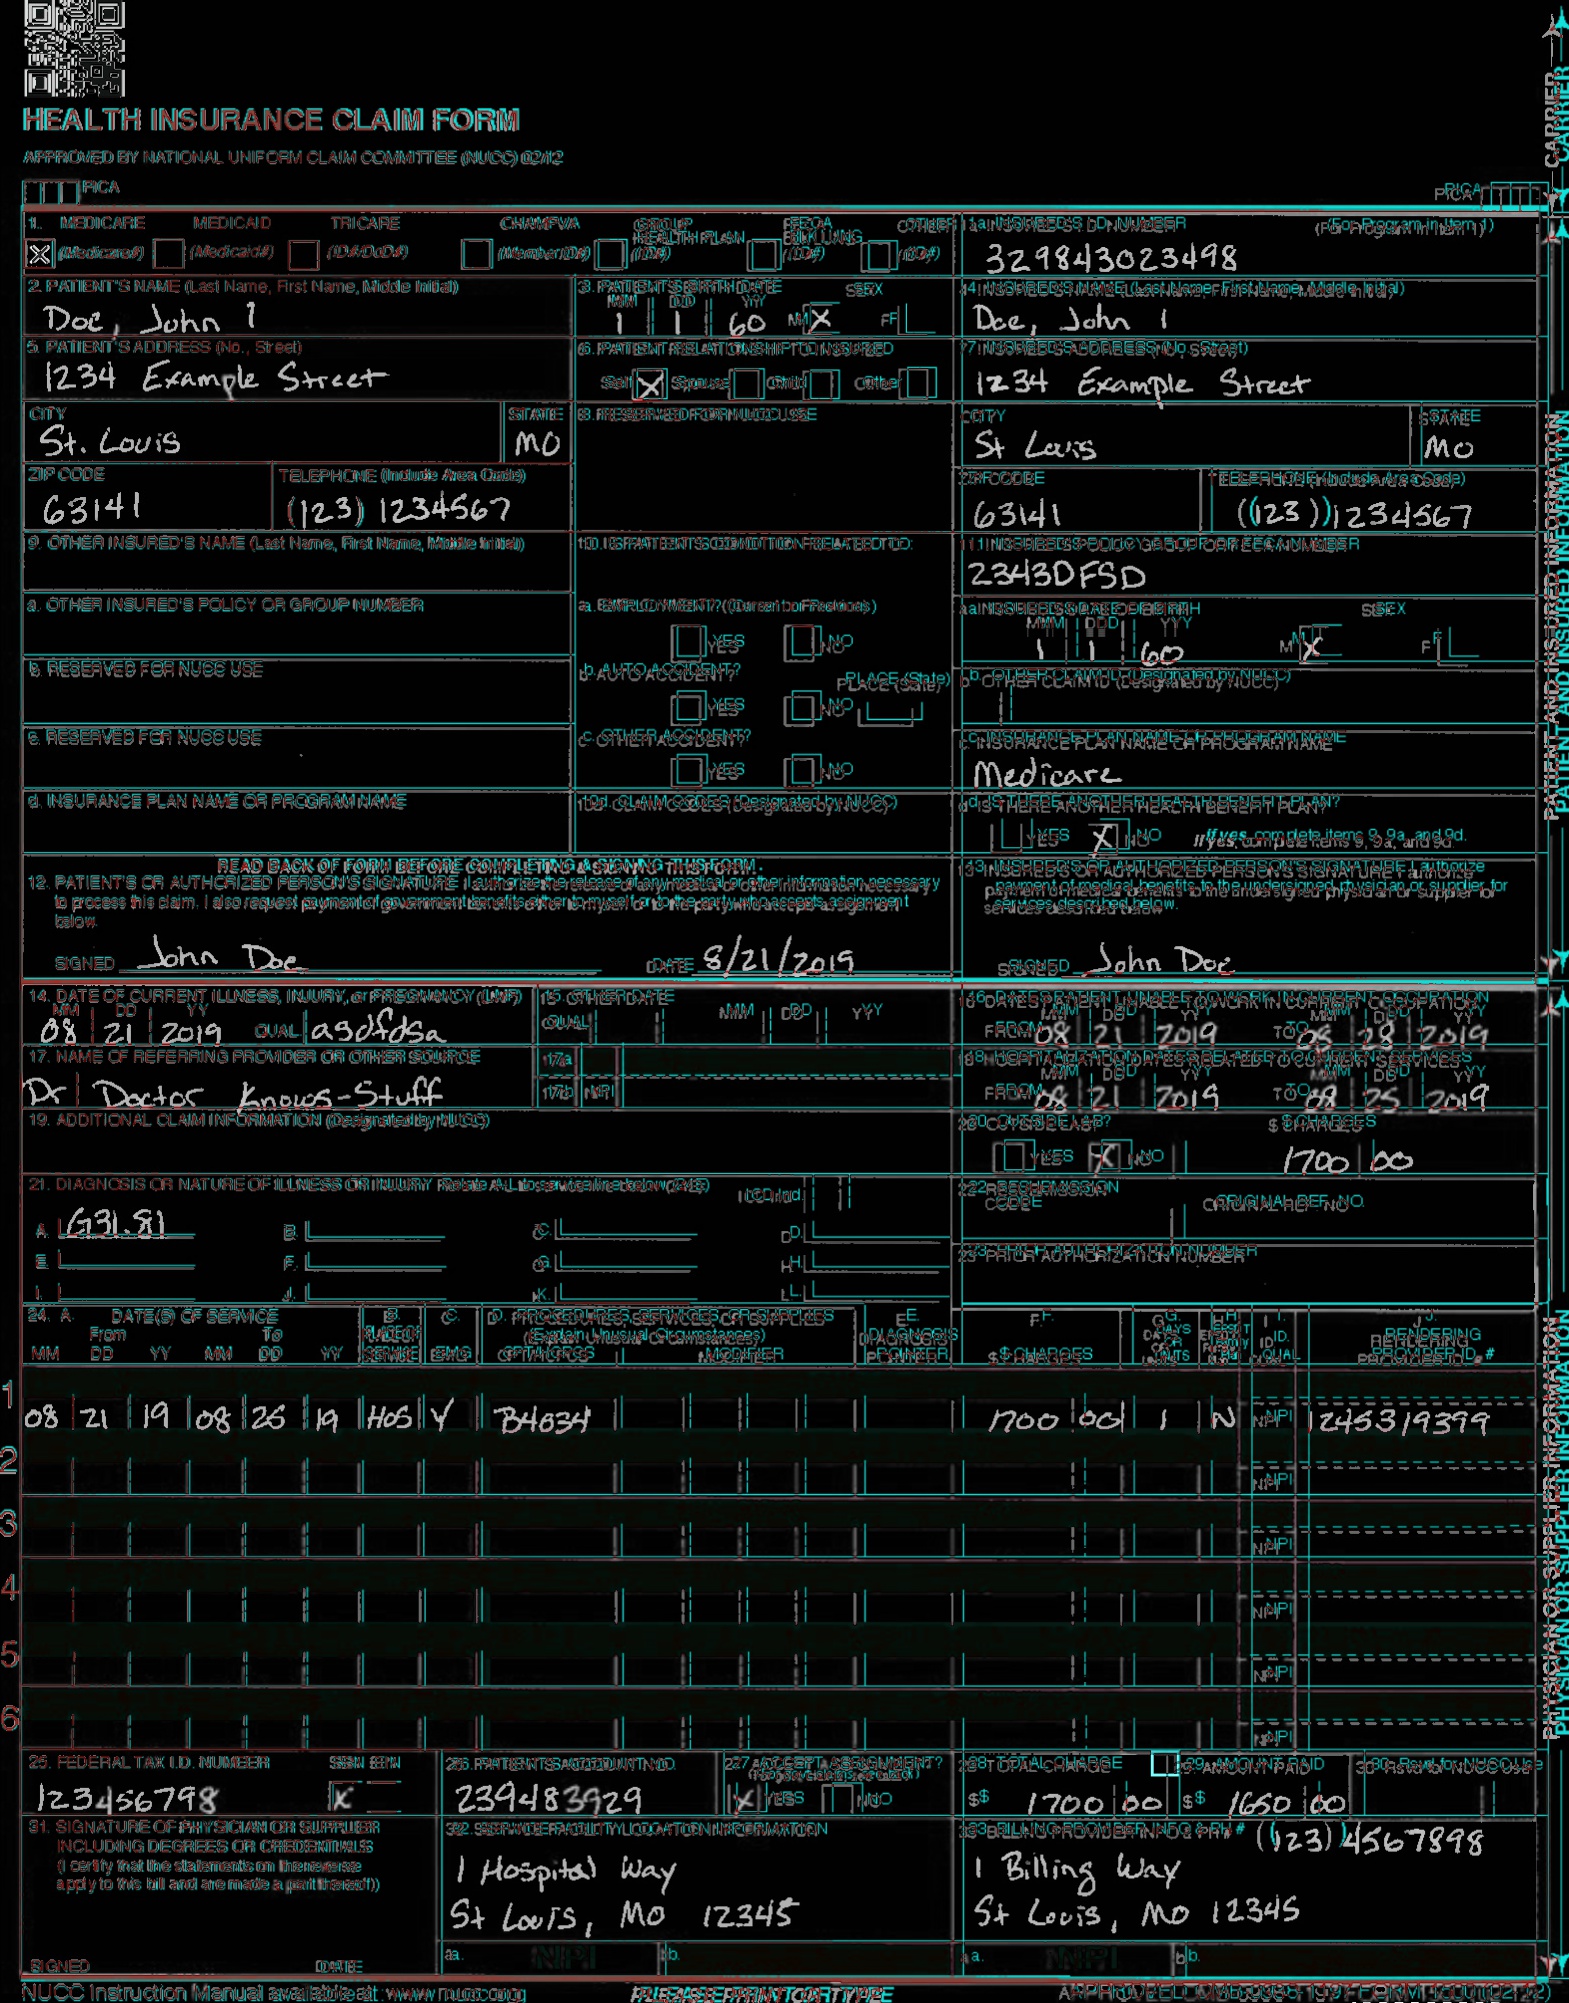 HEALTH INSURANCE CLAIM FORM
APPROVED BY NATIONAL UNIFORM CLAIM COMMITTEE (NUCC) 02/12
PICA
PICA
CARRIER
1. MEDICARE MEDICAID TRICARE CHAMPVA GROUP HEALTH PLAN FECA BLK LUNG OTHER
X (Medicare#) (Medicaid#) (ID#/DoD#) (Member ID#) (ID#) (ID#) (ID#)
1a. INSURED'S I.D. NUMBER (For Program in Item 1)
329843023498
2. PATIENT'S NAME (Last Name, First Name, Middle Initial)
Doe, John 1
3. PATIENT'S BIRTH DATE SEX
MM DD YY
1 1 60 M X F
4. INSURED'S NAME (Last Name, First Name, Middle Initial)
Doe, John 1
5. PATIENT'S ADDRESS (No., Street)
1234 Example Street
6. PATIENT RELATIONSHIP TO INSURED
Self X Spouse Child Other
7. INSURED'S ADDRESS (No., Street)
1234 Example Street
CITY STATE
St. Louis MO
8. RESERVED FOR NUCC USE
CITY STATE
St Louis MO
ZIP CODE TELEPHONE (Include Area Code)
63141 (123) 1234567
ZIP CODE TELEPHONE (Include Area Code)
63141 (123) 1234567
9. OTHER INSURED'S NAME (Last Name, First Name, Middle Initial)
10. IS PATIENT'S CONDITION RELATED TO:
11. INSURED'S POLICY GROUP OR FECA NUMBER
2343DFSD
a. OTHER INSURED'S POLICY OR GROUP NUMBER
a. EMPLOYMENT? (Current or Previous)
YES NO
a. INSURED'S DATE OF BIRTH SEX
MM DD YY
1 1 60 M X F
b. RESERVED FOR NUCC USE
b. AUTO ACCIDENT? PLACE (State)
YES NO
b. OTHER CLAIM ID (Designated by NUCC)
c. RESERVED FOR NUCC USE
c. OTHER ACCIDENT?
YES NO
c. INSURANCE PLAN NAME OR PROGRAM NAME
Medicare
d. INSURANCE PLAN NAME OR PROGRAM NAME
10d. CLAIM CODES (Designated by NUCC)
d. IS THERE ANOTHER HEALTH BENEFIT PLAN?
YES X NO If yes, complete items 9, 9a, and 9d.
PATIENT AND INSURED INFORMATION
READ BACK OF FORM BEFORE COMPLETING & SIGNING THIS FORM.
12. PATIENT'S OR AUTHORIZED PERSON'S SIGNATURE I authorize the release of any medical or other information necessary
to process this claim. I also request payment of government benefits either to myself or to the party who accepts assignment
below.
SIGNED John Doe DATE 8/21/2019
13. INSURED'S OR AUTHORIZED PERSON'S SIGNATURE I authorize
payment of medical benefits to the undersigned physician or supplier for
services described below.
SIGNED John Doe
14. DATE OF CURRENT ILLNESS, INJURY, or PREGNANCY (LMP)
MM DD YY
08 21 2019 QUAL asdfdsa
15. OTHER DATE
QUAL MM DD YY
16. DATES PATIENT UNABLE TO WORK IN CURRENT OCCUPATION
MM DD YY MM DD YY
FROM 08 21 2019 TO 28 2019
17. NAME OF REFERRING PROVIDER OR OTHER SOURCE
Dr Doctor Knows-Stuff
17a.
17b. NPI
18. HOSPITALIZATION DATES RELATED TO CURRENT SERVICES
MM DD YY MM DD YY
FROM 08 21 2019 TO 08 25 2019
19. ADDITIONAL CLAIM INFORMATION (Designated by NUCC)
20. OUTSIDE LAB? $ CHARGES
YES X NO 1700 00
21. DIAGNOSIS OR NATURE OF ILLNESS OR INJURY Relate A-L to service line below (24E) ICD Ind.
A. G31.81 B. C. D.
E. F. G. H.
I. J. K. L.
22. RESUBMISSION CODE ORIGINAL REF. NO.
23. PRIOR AUTHORIZATION NUMBER
24. A. DATE(S) OF SERVICE B. C. D. PROCEDURES, SERVICES, OR SUPPLIES E. F. G. H. I. J.
From To PLACE OF (Explain Unusual Circumstances) DIAGNOSIS DAYS ID. RENDERING
MM DD YY MM DD YY SERVICE EMG CPT/HCPCS MODIFIER POINTER $ CHARGES UNITS QUAL. PROVIDER ID. #
1
08 21 19 08 19 HOS Y B4034 1700 00 1 N NPI 1245319399
2
NPI
3
NPI
4
NPI
5
NPI
6
NPI
PHYSICIAN OR SUPPLIER INFORMATION
25. FEDERAL TAX I.D. NUMBER SSN EIN
123456798 X
26. PATIENT'S ACCOUNT NO.
239483929
27. ACCEPT ASSIGNMENT?
X YES NO
28. TOTAL CHARGE
$ 1700 00
29. AMOUNT PAID
$ 1650 00
30. Rsvd for NUCC Use
31. SIGNATURE OF PHYSICIAN OR SUPPLIER
INCLUDING DEGREES OR CREDENTIALS
(I certify that the statements on the reverse
apply to this bill and are made a part thereof.)
SIGNED DATE
32. SERVICE FACILITY LOCATION INFORMATION
1 Hospital Way
St Louis, MO 12345
a. NPI b.
33. BILLING PROVIDER INFO & PH # (123) 4567898
1 Billing Way
St Louis, MO 12345
a. NPI b.
NUCC Instruction Manual available at: www.nucc.org
PLEASE PRINT OR TYPE